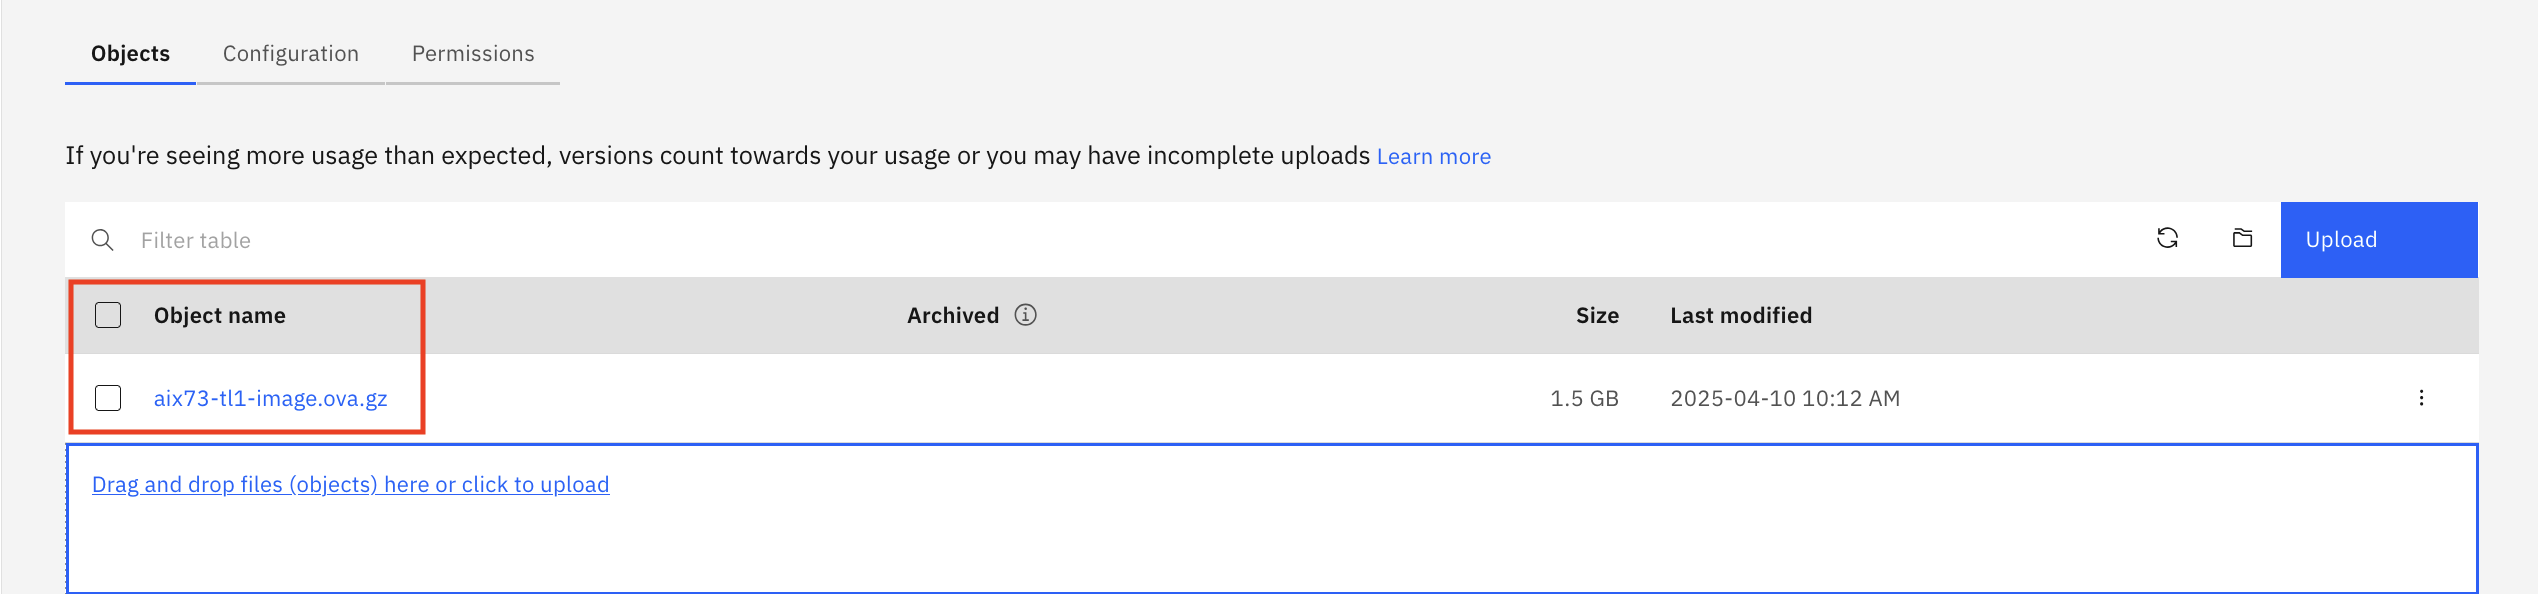 Objects Configuration Permissions
If you're seeing more usage than expected, versions count towards your usage or you may have incomplete uploads Learn more
Filter table Upload
Object name Archived Size Last modified
aix73-tl1-image.ova.gz 1.5 GB 2025-04-10 10:12 AM
Drag and drop files (objects) here or click to upload